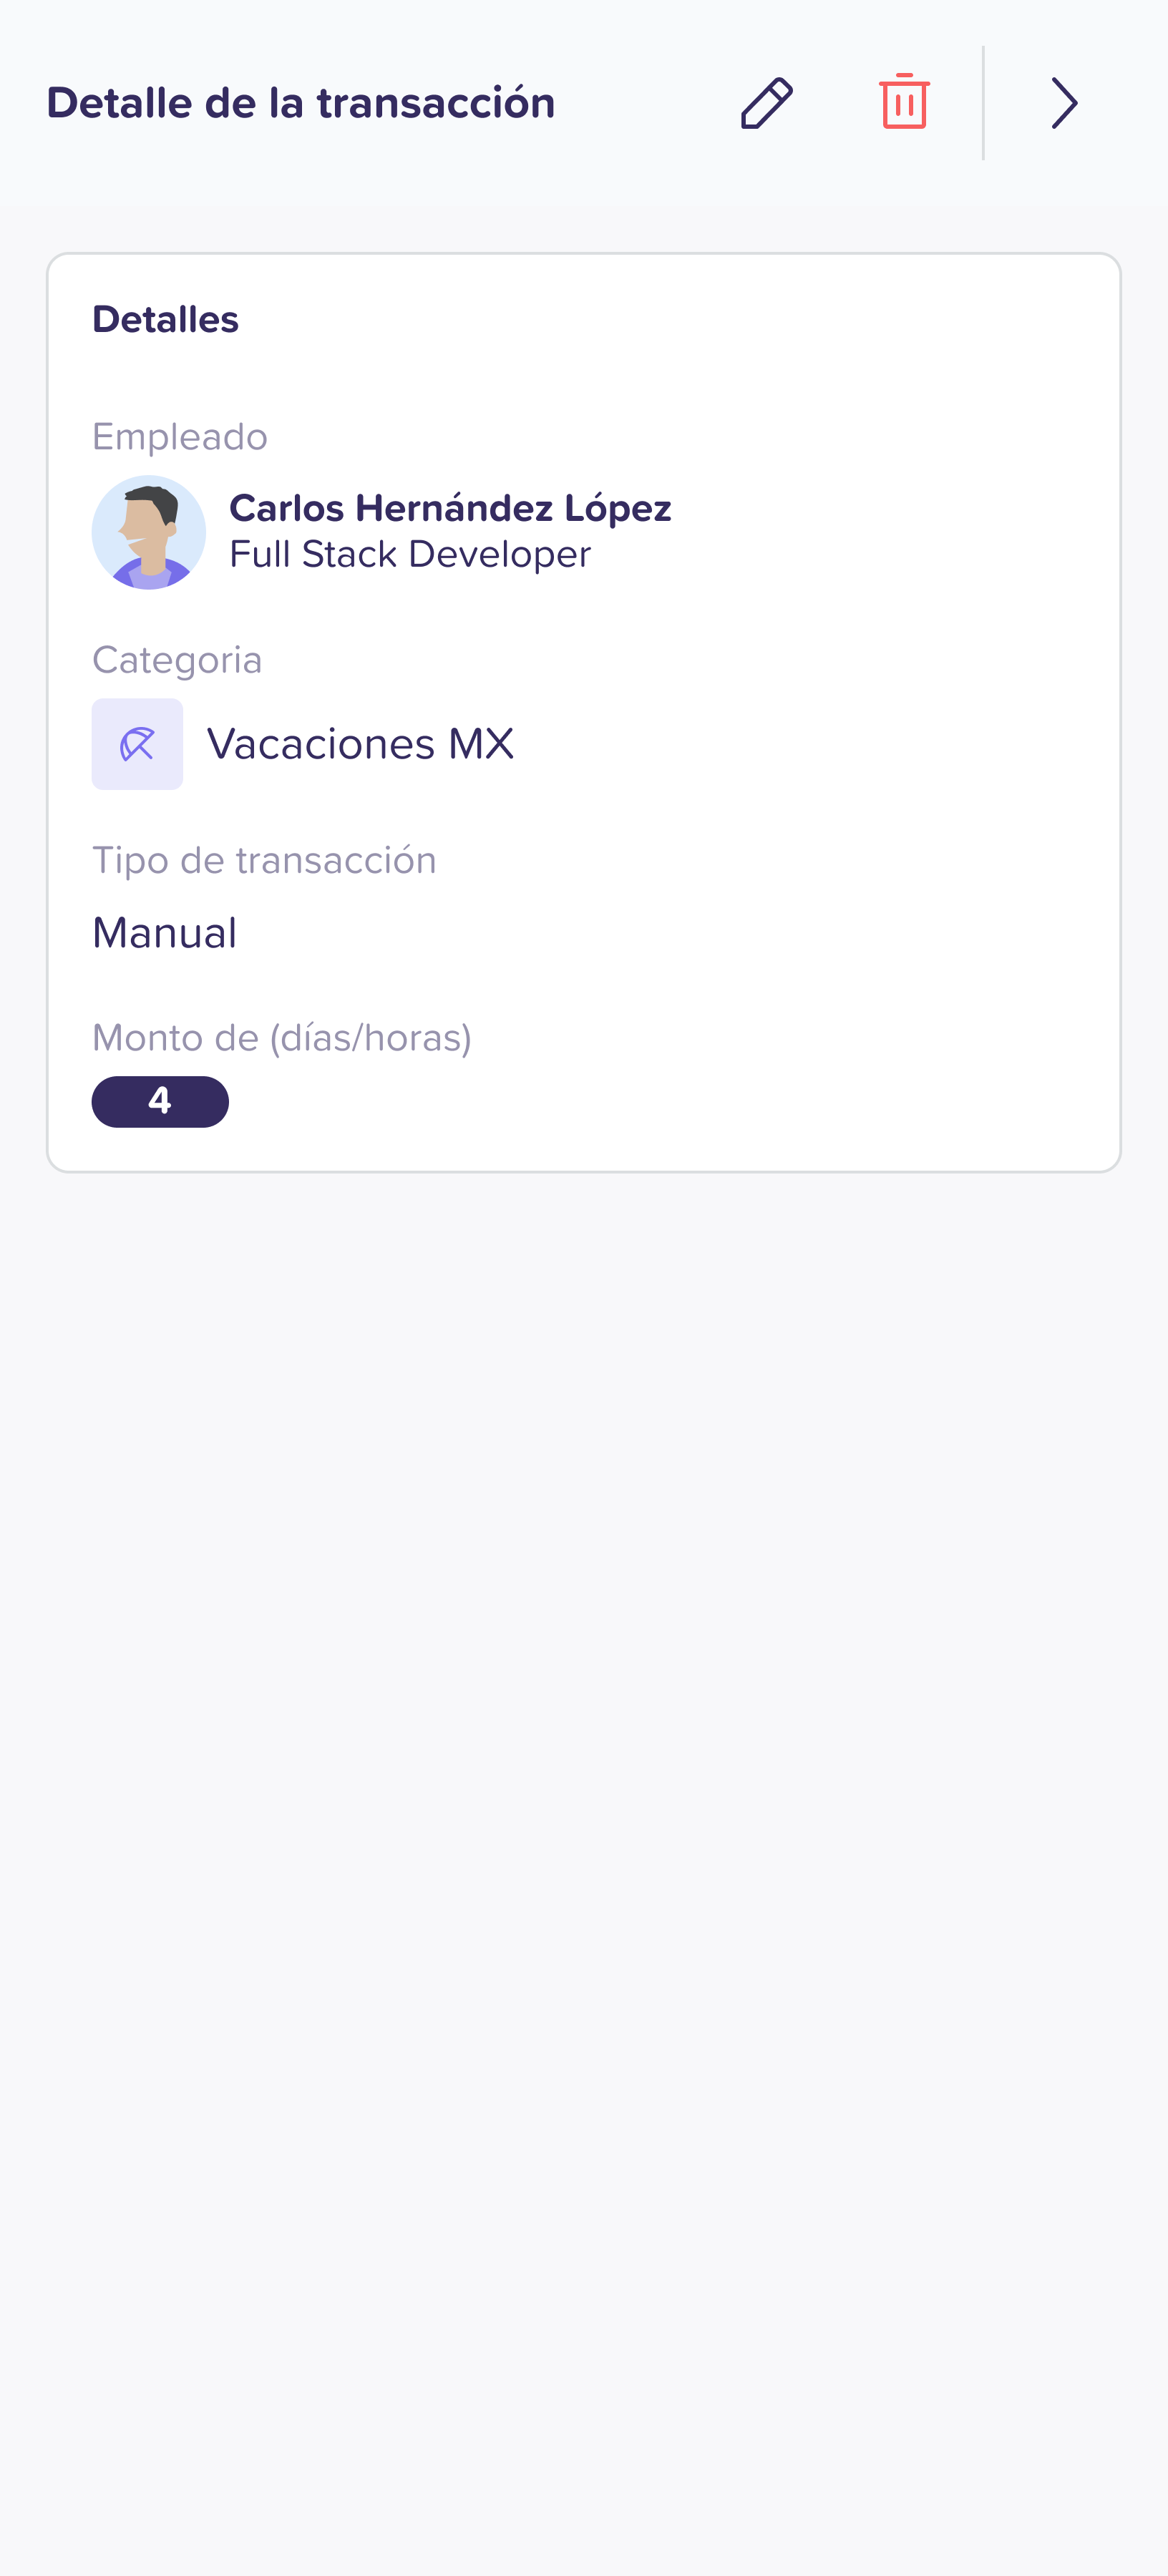 Detalle de la transacción
Detalles
Empleado
Carlos Hernández López
Full Stack Developer
Categoria
Vacaciones MX
Tipo de transacción
Manual
Monto de (días/horas)
4